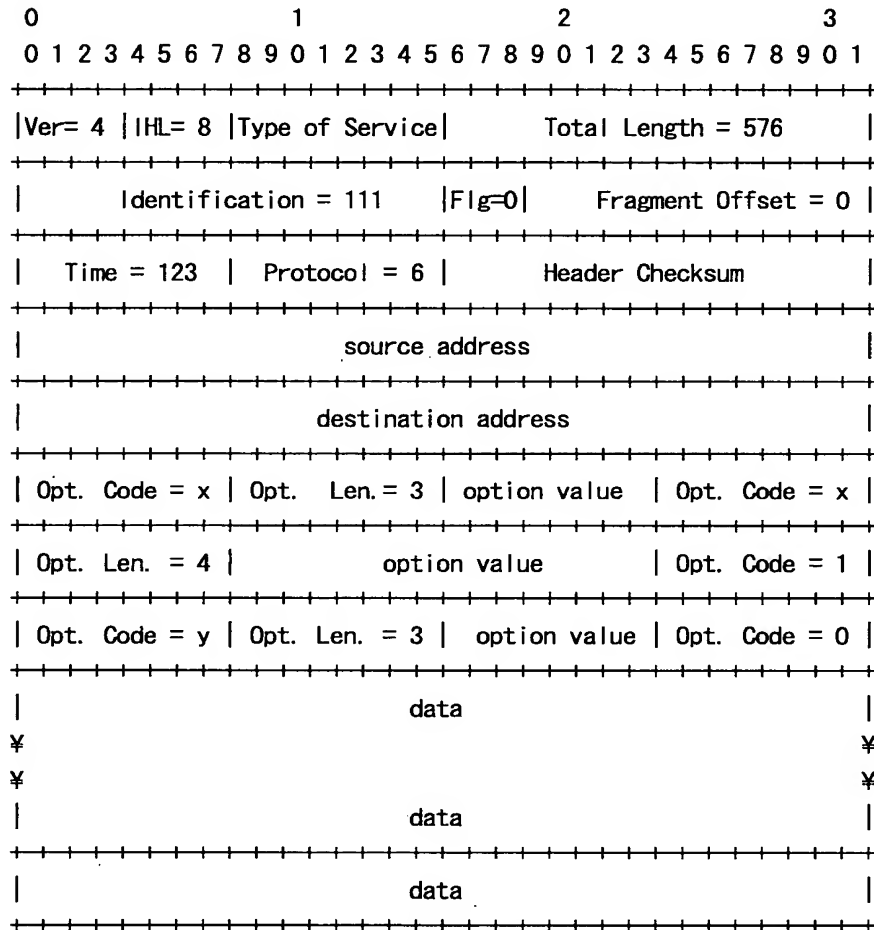 0 1 2 3
0 1 2 3 4 5 6 7 8 9 0 1 2 3 4 5 6 7 8 9 0 1 2 3 4 5 6 7 8 9 0 1
+-+-+-+-+-+-+-+-+-+-+-+-+-+-+-+-+-+-+-+-+-+-+-+-+-+-+-+-+-+-+-+-+
|Ver= 4 |IHL= 8 |Type of Service| Total Length = 576 |
+-+-+-+-+-+-+-+-+-+-+-+-+-+-+-+-+-+-+-+-+-+-+-+-+-+-+-+-+-+-+-+-+
| Identification = 111 |Flg=0| Fragment Offset = 0 |
+-+-+-+-+-+-+-+-+-+-+-+-+-+-+-+-+-+-+-+-+-+-+-+-+-+-+-+-+-+-+-+-+
| Time = 123 | Protocol = 6 | Header Checksum |
+-+-+-+-+-+-+-+-+-+-+-+-+-+-+-+-+-+-+-+-+-+-+-+-+-+-+-+-+-+-+-+-+
| source address |
+-+-+-+-+-+-+-+-+-+-+-+-+-+-+-+-+-+-+-+-+-+-+-+-+-+-+-+-+-+-+-+-+
| destination address |
+-+-+-+-+-+-+-+-+-+-+-+-+-+-+-+-+-+-+-+-+-+-+-+-+-+-+-+-+-+-+-+-+
| Opt. Code = x | Opt. Len.= 3 | option value | Opt. Code = x |
+-+-+-+-+-+-+-+-+-+-+-+-+-+-+-+-+-+-+-+-+-+-+-+-+-+-+-+-+-+-+-+-+
| Opt. Len. = 4 | option value | Opt. Code = 1 |
+-+-+-+-+-+-+-+-+-+-+-+-+-+-+-+-+-+-+-+-+-+-+-+-+-+-+-+-+-+-+-+-+
| Opt. Code = y | Opt. Len. = 3 | option value | Opt. Code = 0 |
+-+-+-+-+-+-+-+-+-+-+-+-+-+-+-+-+-+-+-+-+-+-+-+-+-+-+-+-+-+-+-+-+
| data |
¥ ¥
¥ ¥
| data |
+-+-+-+-+-+-+-+-+-+-+-+-+-+-+-+-+-+-+-+-+-+-+-+-+-+-+-+-+-+-+-+-+
| data |
+-+-+-+-+-+-+-+-+-+-+-+-+-+-+-+-+-+-+-+-+-+-+-+-+-+-+-+-+-+-+-+-+